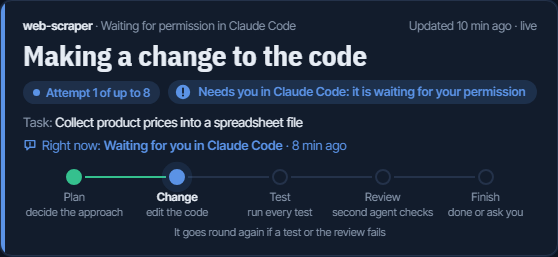 web-scraper · Waiting for permission in Claude Code
Updated 10 min ago · live
Making a change to the code
Attempt 1 of up to 8
Needs you in Claude Code: it is waiting for your permission
Task: Collect product prices into a spreadsheet file
Right now: Waiting for you in Claude Code · 8 min ago
Plan
decide the approach
Change
edit the code
Test
run every test
Review
second agent checks
Finish
done or ask you
It goes round again if a test or the review fails